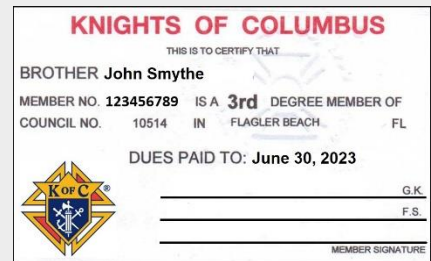 KNIGHTS OF COLUMBUS
THIS IS TO CERTIFY THAT
BROTHER John Smythe
MEMBER NO. 123456789 IS A 3rd DEGREE MEMBER OF
COUNCIL NO. 10514 IN FLAGLER BEACH FL
DUES PAID TO: June 30, 2023
K OF C ®
G.K.
F.S.
MEMBER SIGNATURE